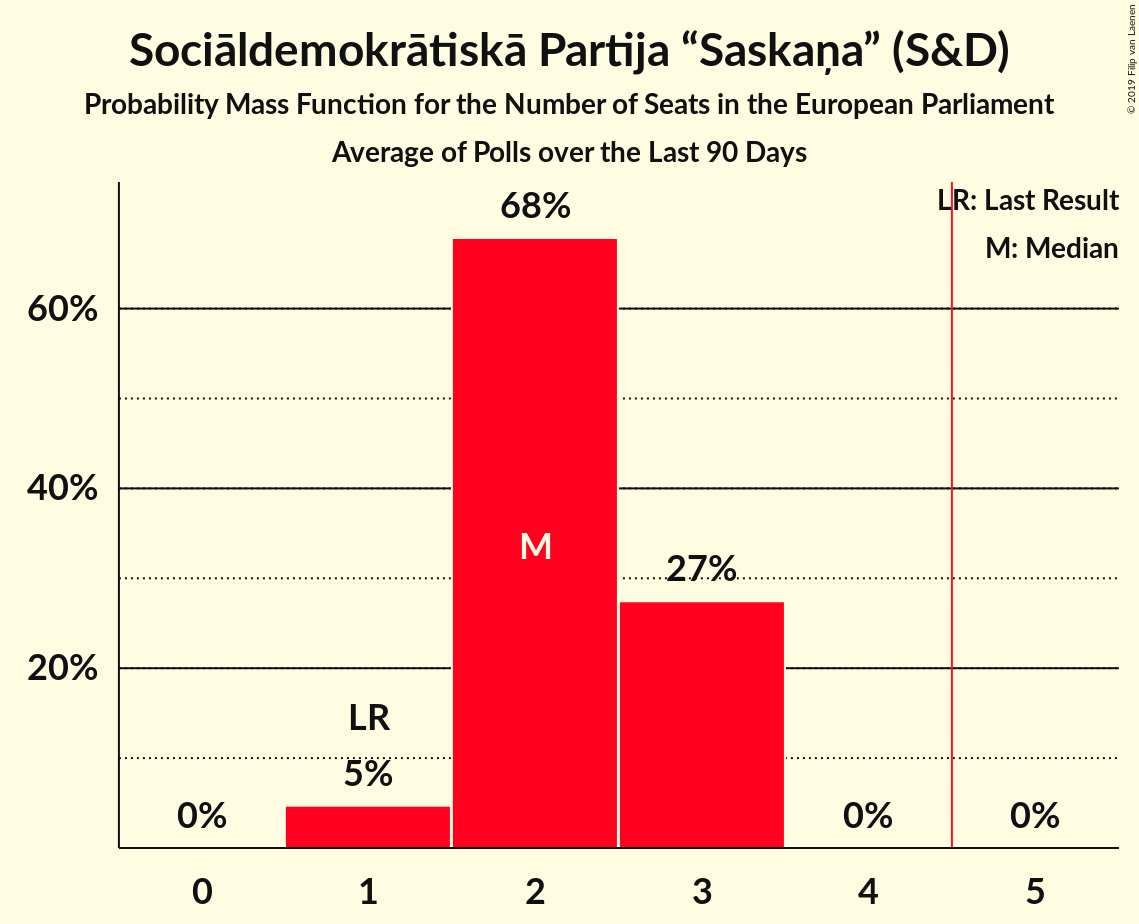 Sociāldemokrātiskā Partija “Saskaņa” (S&D)
Probability Mass Function for the Number of Seats in the European Parliament
Average of Polls over the Last 90 Days
© 2019 Filip van Laenen
LR: Last Result
M: Median
68%
60%
40%
M
27%
20%
LR
5%
0%
0%
0%
0 1 2 3 4 5